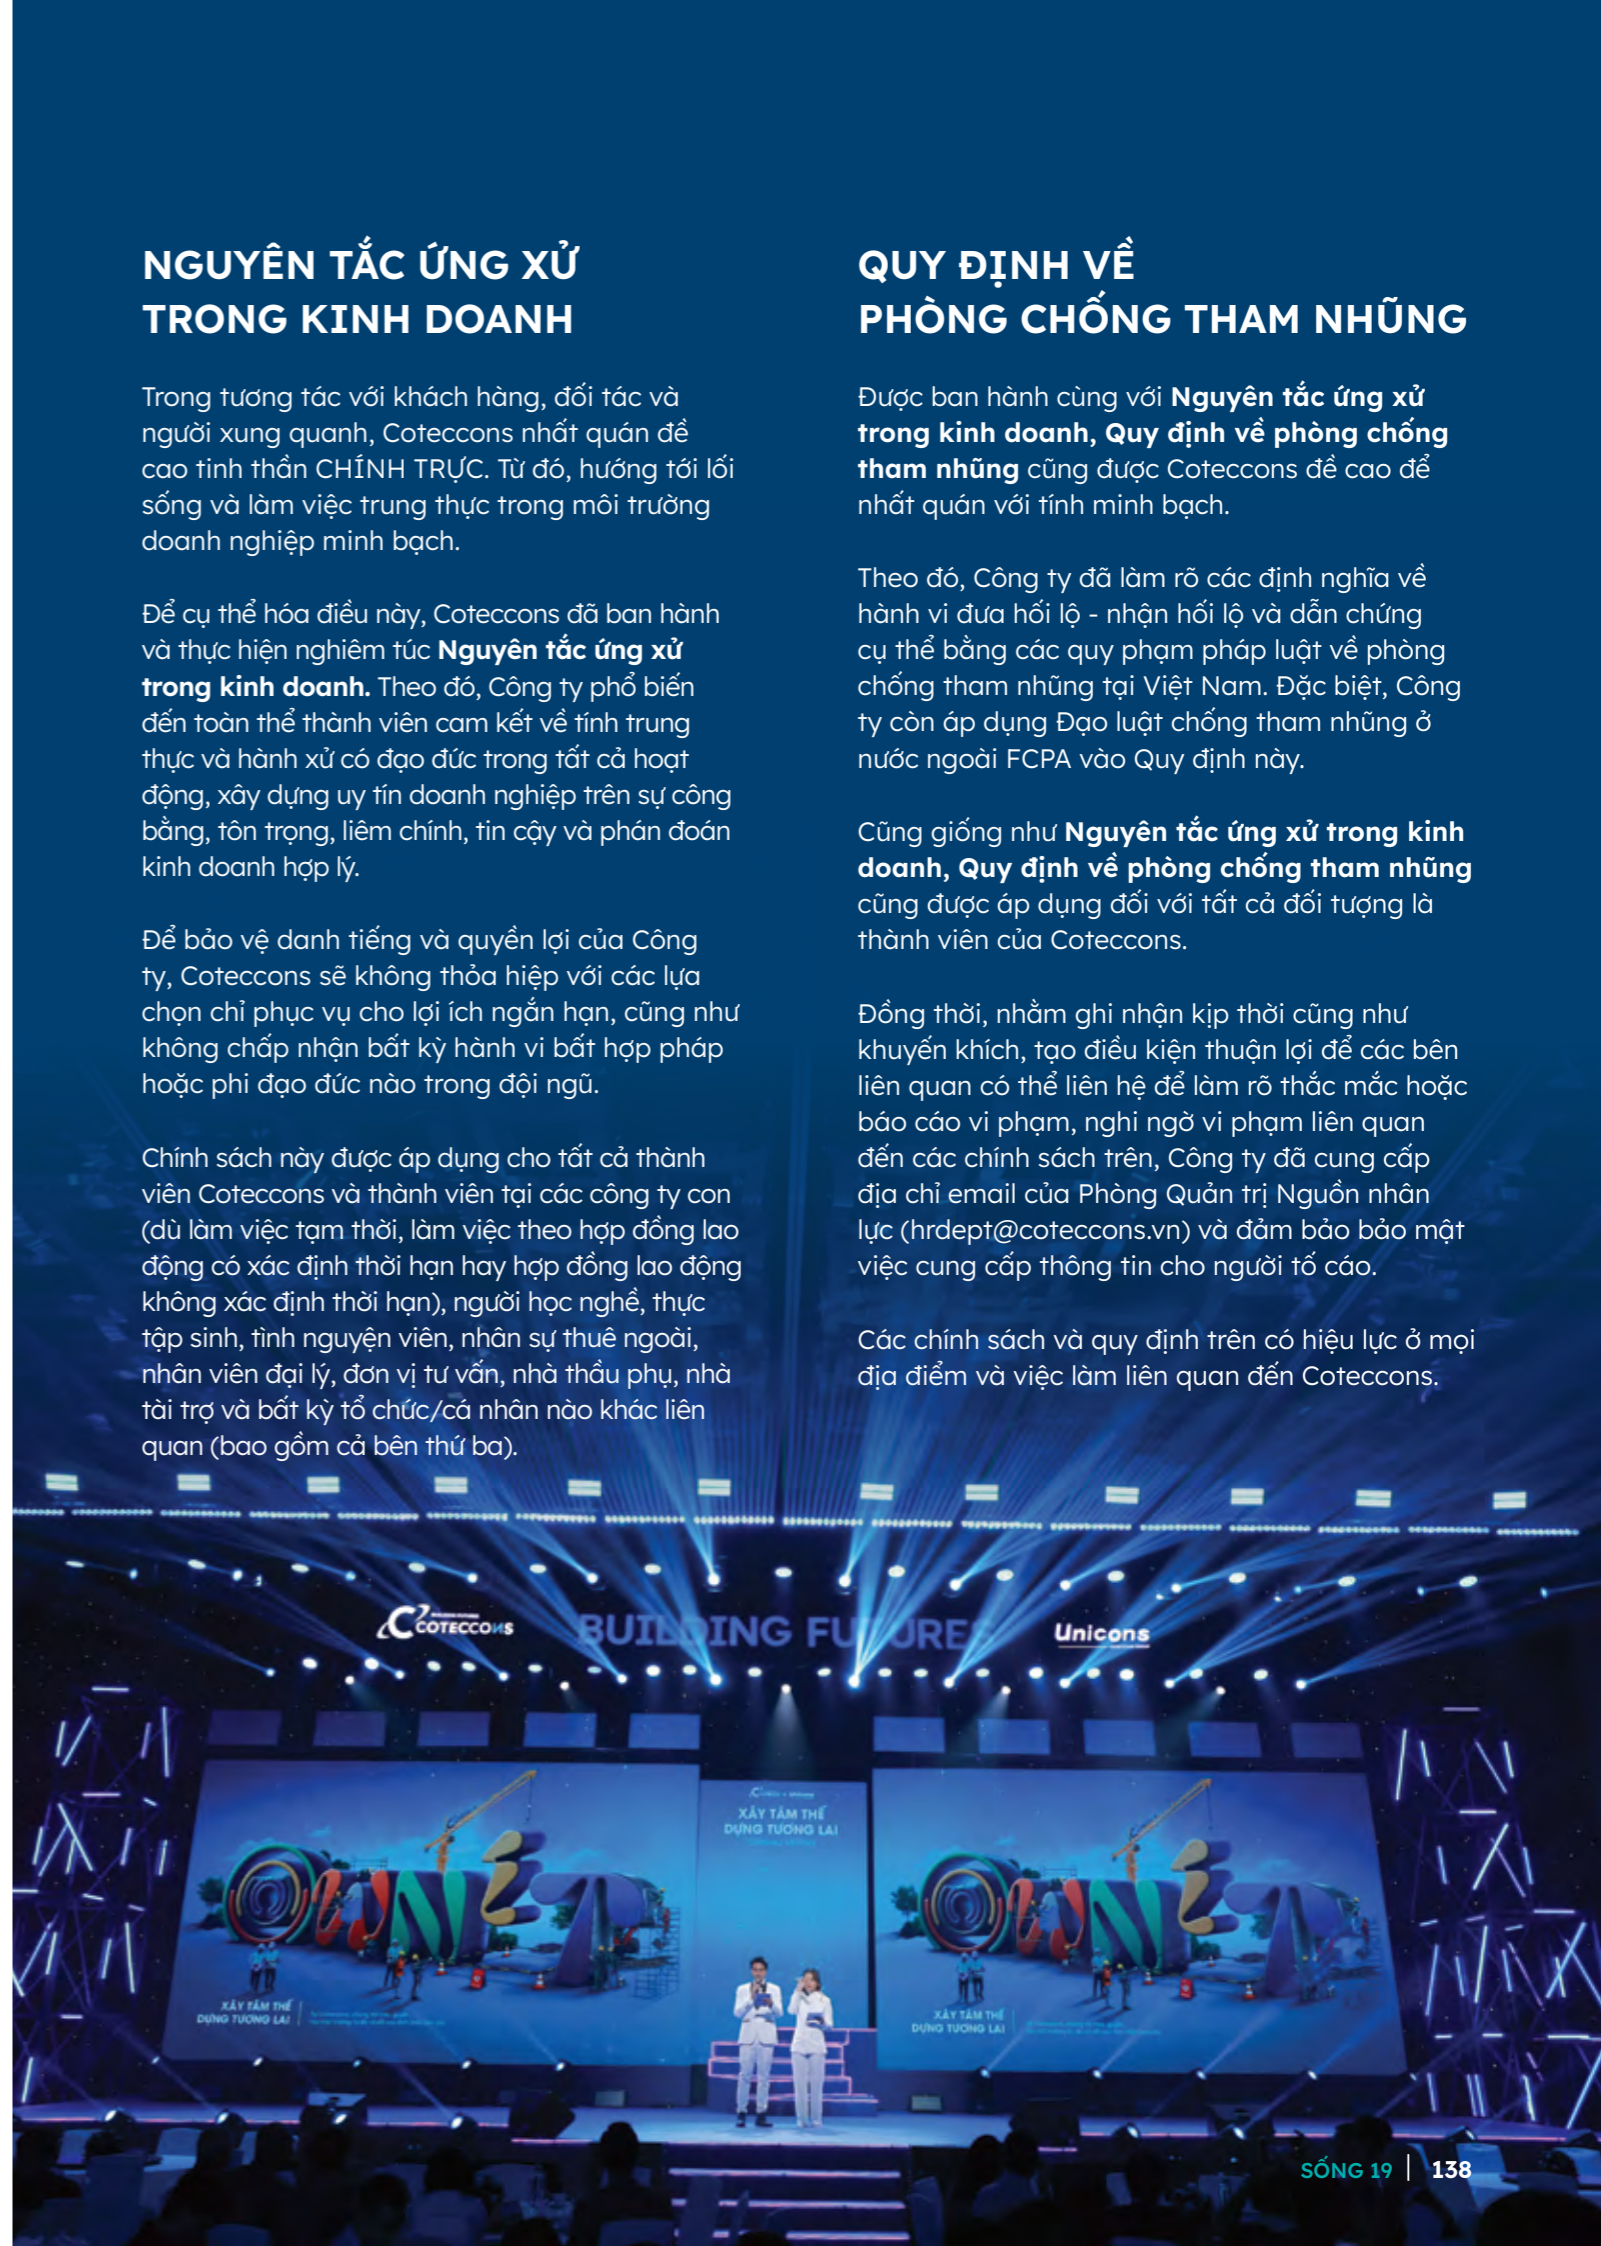 NGUYÊN TẮC ỨNG XỬ
TRONG KINH DOANH
Trong tương tác với khách hàng, đối tác và
người xung quanh, Coteccons nhất quán đề
cao tinh thần CHÍNH TRỰC. Từ đó, hướng tới lối
sống và làm việc trung thực trong môi trường
doanh nghiệp minh bạch.
Để cụ thể hóa điều này, Coteccons đã ban hành
và thực hiện nghiêm túc Nguyên tắc ứng xử
trong kinh doanh. Theo đó, Công ty phổ biến
đến toàn thể thành viên cam kết về tính trung
thực và hành xử có đạo đức trong tất cả hoạt
động, xây dựng uy tín doanh nghiệp trên sự công
bằng, tôn trọng, liêm chính, tin cậy và phán đoán
kinh doanh hợp lý.
Để bảo vệ danh tiếng và quyền lợi của Công
ty, Coteccons sẽ không thỏa hiệp với các lựa
chọn chỉ phục vụ cho lợi ích ngắn hạn, cũng như
không chấp nhận bất kỳ hành vi bất hợp pháp
hoặc phi đạo đức nào trong đội ngũ.
Chính sách này được áp dụng cho tất cả thành
viên Coteccons và thành viên tại các công ty con
(dù làm việc tạm thời, làm việc theo hợp đồng lao
động có xác định thời hạn hay hợp đồng lao động
không xác định thời hạn), người học nghề, thực
tập sinh, tình nguyện viên, nhân sự thuê ngoài,
nhân viên đại lý, đơn vị tư vấn, nhà thầu phụ, nhà
tài trợ và bất kỳ tổ chức/cá nhân nào khác liên
quan (bao gồm cả bên thứ ba).
QUY ĐỊNH VỀ
PHÒNG CHỐNG THAM NHŨNG
Được ban hành cùng với Nguyên tắc ứng xử
trong kinh doanh, Quy định về phòng chống
tham nhũng cũng được Coteccons đề cao để
nhất quán với tính minh bạch.
Theo đó, Công ty đã làm rõ các định nghĩa về
hành vi đưa hối lộ - nhận hối lộ và dẫn chứng
cụ thể bằng các quy phạm pháp luật về phòng
chống tham nhũng tại Việt Nam. Đặc biệt, Công
ty còn áp dụng Đạo luật chống tham nhũng ở
nước ngoài FCPA vào Quy định này.
Cũng giống như Nguyên tắc ứng xử trong kinh
doanh, Quy định về phòng chống tham nhũng
cũng được áp dụng đối với tất cả đối tượng là
thành viên của Coteccons.
Đồng thời, nhằm ghi nhận kịp thời cũng như
khuyến khích, tạo điều kiện thuận lợi để các bên
liên quan có thể liên hệ để làm rõ thắc mắc hoặc
báo cáo vi phạm, nghi ngờ vi phạm liên quan
đến các chính sách trên, Công ty đã cung cấp
địa chỉ email của Phòng Quản trị Nguồn nhân
lực (hrdept@coteccons.vn) và đảm bảo bảo mật
việc cung cấp thông tin cho người tố cáo.
Các chính sách và quy định trên có hiệu lực ở mọi
địa điểm và việc làm liên quan đến Coteccons.
COTECCONS
BUILDING FUTURES
Unicons
XÂY TÂM THẾ
DỰNG TƯƠNG LAI
OWN IT
XÂY TÂM THẾ
DỰNG TƯƠNG LAI
OWN IT
XÂY TÂM THẾ
DỰNG TƯƠNG LAI
SỐNG 19 | 138